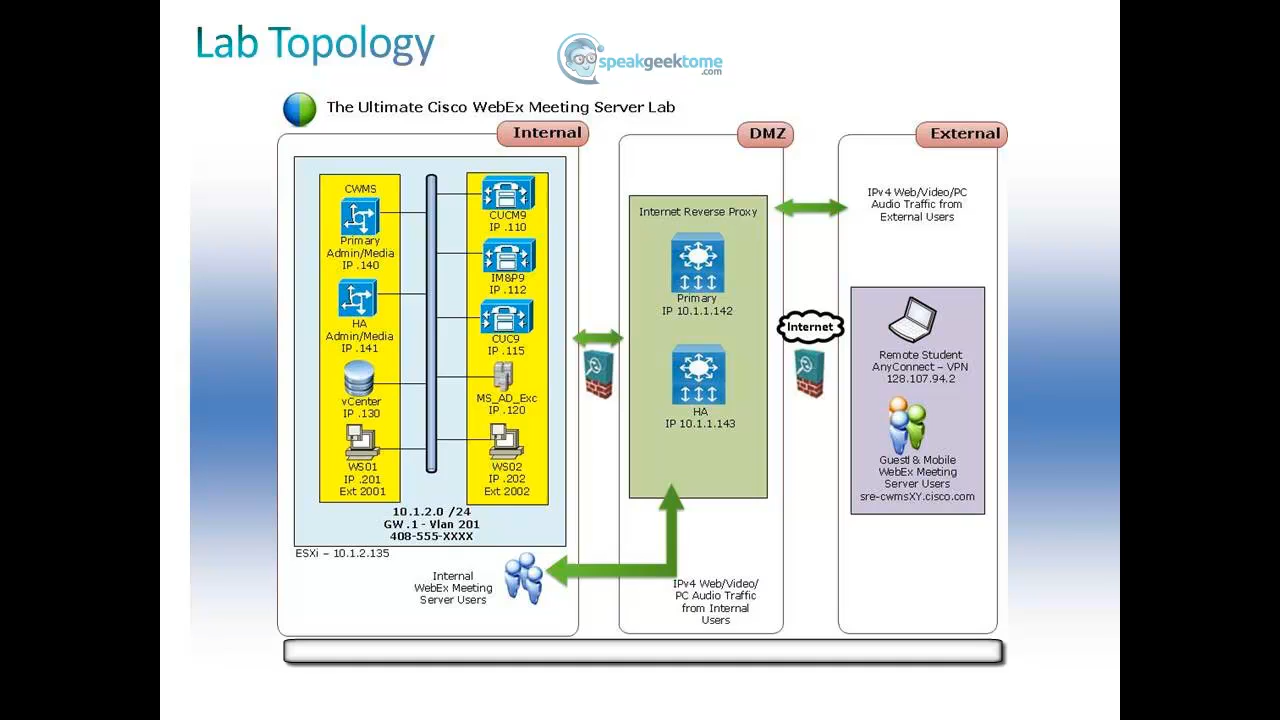 Lab Topology
speakgeektome
.com
The Ultimate Cisco WebEx Meeting Server Lab
Internal
DMZ
External
CWMS
Primary
Admin/Media
IP .140
HA
Admin/Media
IP .141
vCenter
IP .130
WS01
IP .201
Ext 2001
CUCM9
IP .110
IM&P9
IP .112
CUC9
IP .115
MS_AD_Exc
IP .120
WS02
IP .202
Ext 2002
10.1.2.0 /24
GW .1 - Vlan 201
408-555-XXXX
ESXi – 10.1.2.135
Internal
WebEx Meeting
Server Users
Internet Reverse Proxy
Primary
IP 10.1.1.142
HA
IP 10.1.1.143
IPv4 Web/Video/
PC Audio Traffic
from Internal
Users
Internet
IPv4 Web/Video/PC
Audio Traffic from
External Users
Remote Student
AnyConnect – VPN
128.107.94.2
Guest & Mobile
WebEx Meeting
Server Users
sre-cwmsXY.cisco.com